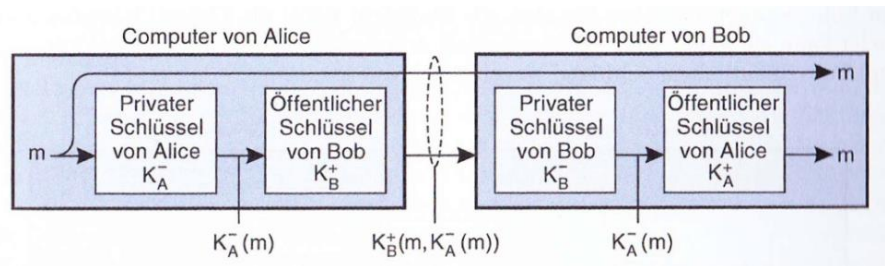 Computer von Alice
Computer von Bob
m
m
Privater
Schlüssel
von Alice
K_A^-
Öffentlicher
Schlüssel
von Bob
K_B^+
Privater
Schlüssel
von Bob
K_B^-
Öffentlicher
Schlüssel
von Alice
K_A^+
m
K_A^-(m)
K_B^+(m, K_A^-(m))
K_A^-(m)